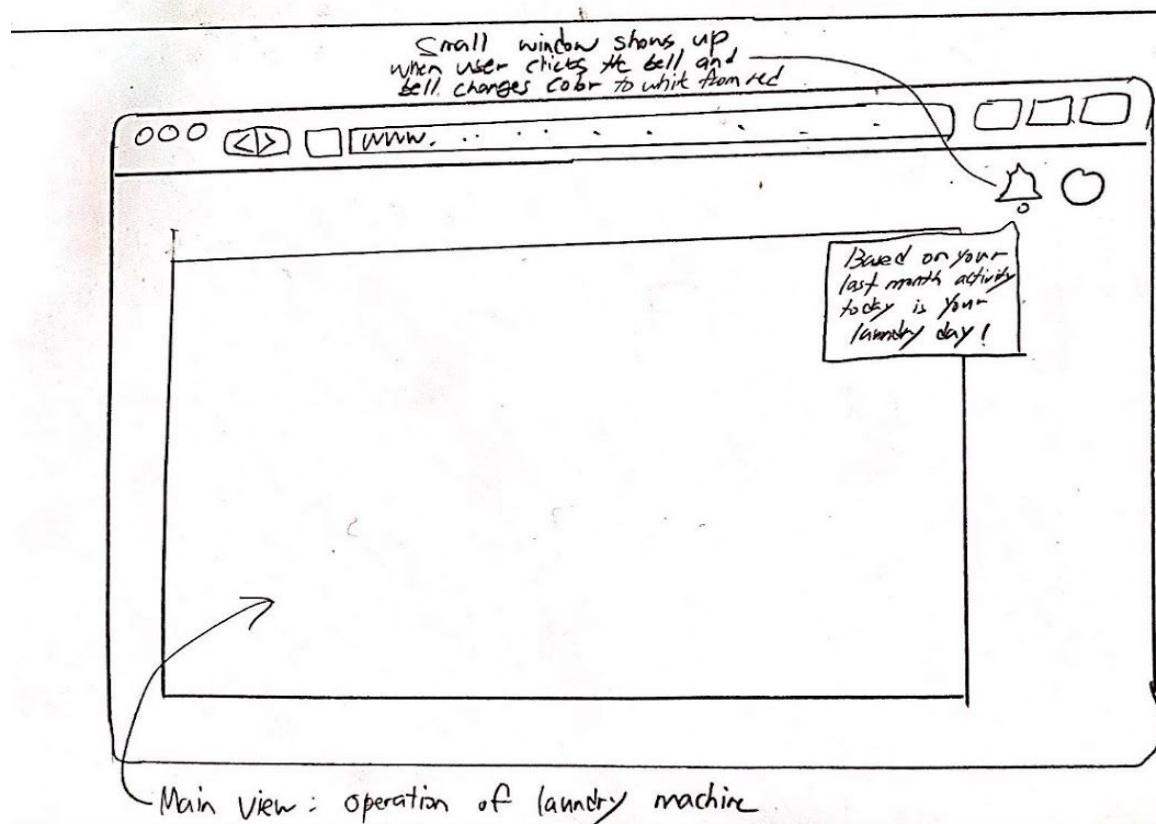 Small window shows up
when user clicks the bell and
bell changes color to white from red
www.
Based on your
last month activity
today is your
laundry day!
Main view: operation of laundry machine